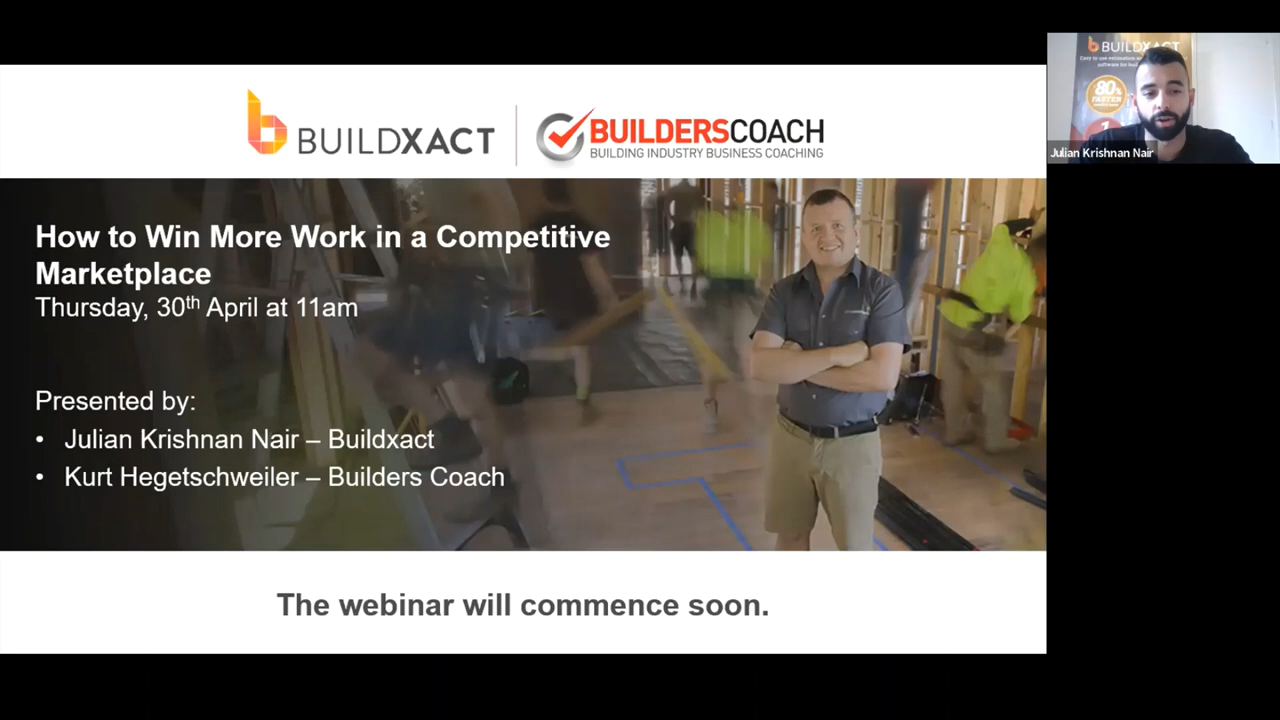 BUILDXACT
BUILDERSCOACH
BUILDING INDUSTRY BUSINESS COACHING
How to Win More Work in a Competitive
Marketplace
Thursday, 30th April at 11am
Presented by:
• Julian Krishnan Nair – Buildxact
• Kurt Hegetschweiler – Builders Coach
The webinar will commence soon.
BUILDXACT
80%
FASTER
Julian Krishnan Nair